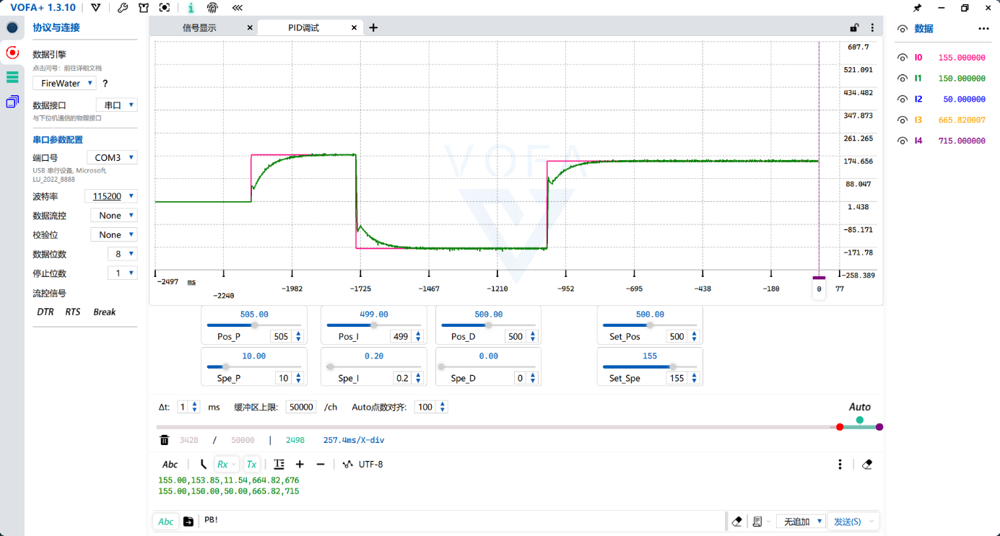 VOFA+ 1.3.10
协议与连接
数据引擎
点击问号：前往详细文档
FireWater ?
数据接口 串口
与下位机通信的物理接口
串口参数配置
端口号 COM3
USB 串行设备, Microsoft,
LU_2022_8888
波特率 115200
数据流控 None
校验位 None
数据位数 8
停止位数 1
流控信号
DTR RTS Break
信号显示 × PID调试 × +
607.7
521.091
434.482
347.873
261.265
174.656
88.047
1.438
-85.171
-171.78
-258.389
VOFA
-2497 ms
-2240
-1982
-1725
-1467
-1210
-952
-695
-438
-180
0
77
505.00
Pos_P 505
499.00
Pos_I 499
500.00
Pos_D 500
500.00
Set_Pos 500
10.00
Spe_P 10
0.20
Spe_I 0.2
0.00
Spe_D 0
155
Set_Spe 155
Δt: 1 ms 缓冲区上限: 50000 /ch Auto点数对齐: 100
Auto
3428 / 50000 | 2498 257.4ms/X-div
Abc Rx Tx UTF-8
155.00,153.85,11.54,664.82,676
155.00,150.00,50.00,665.82,715
Abc PB!
无追加 发送(S)
数据
I0 155.000000
I1 150.000000
I2 50.000000
I3 665.820007
I4 715.000000